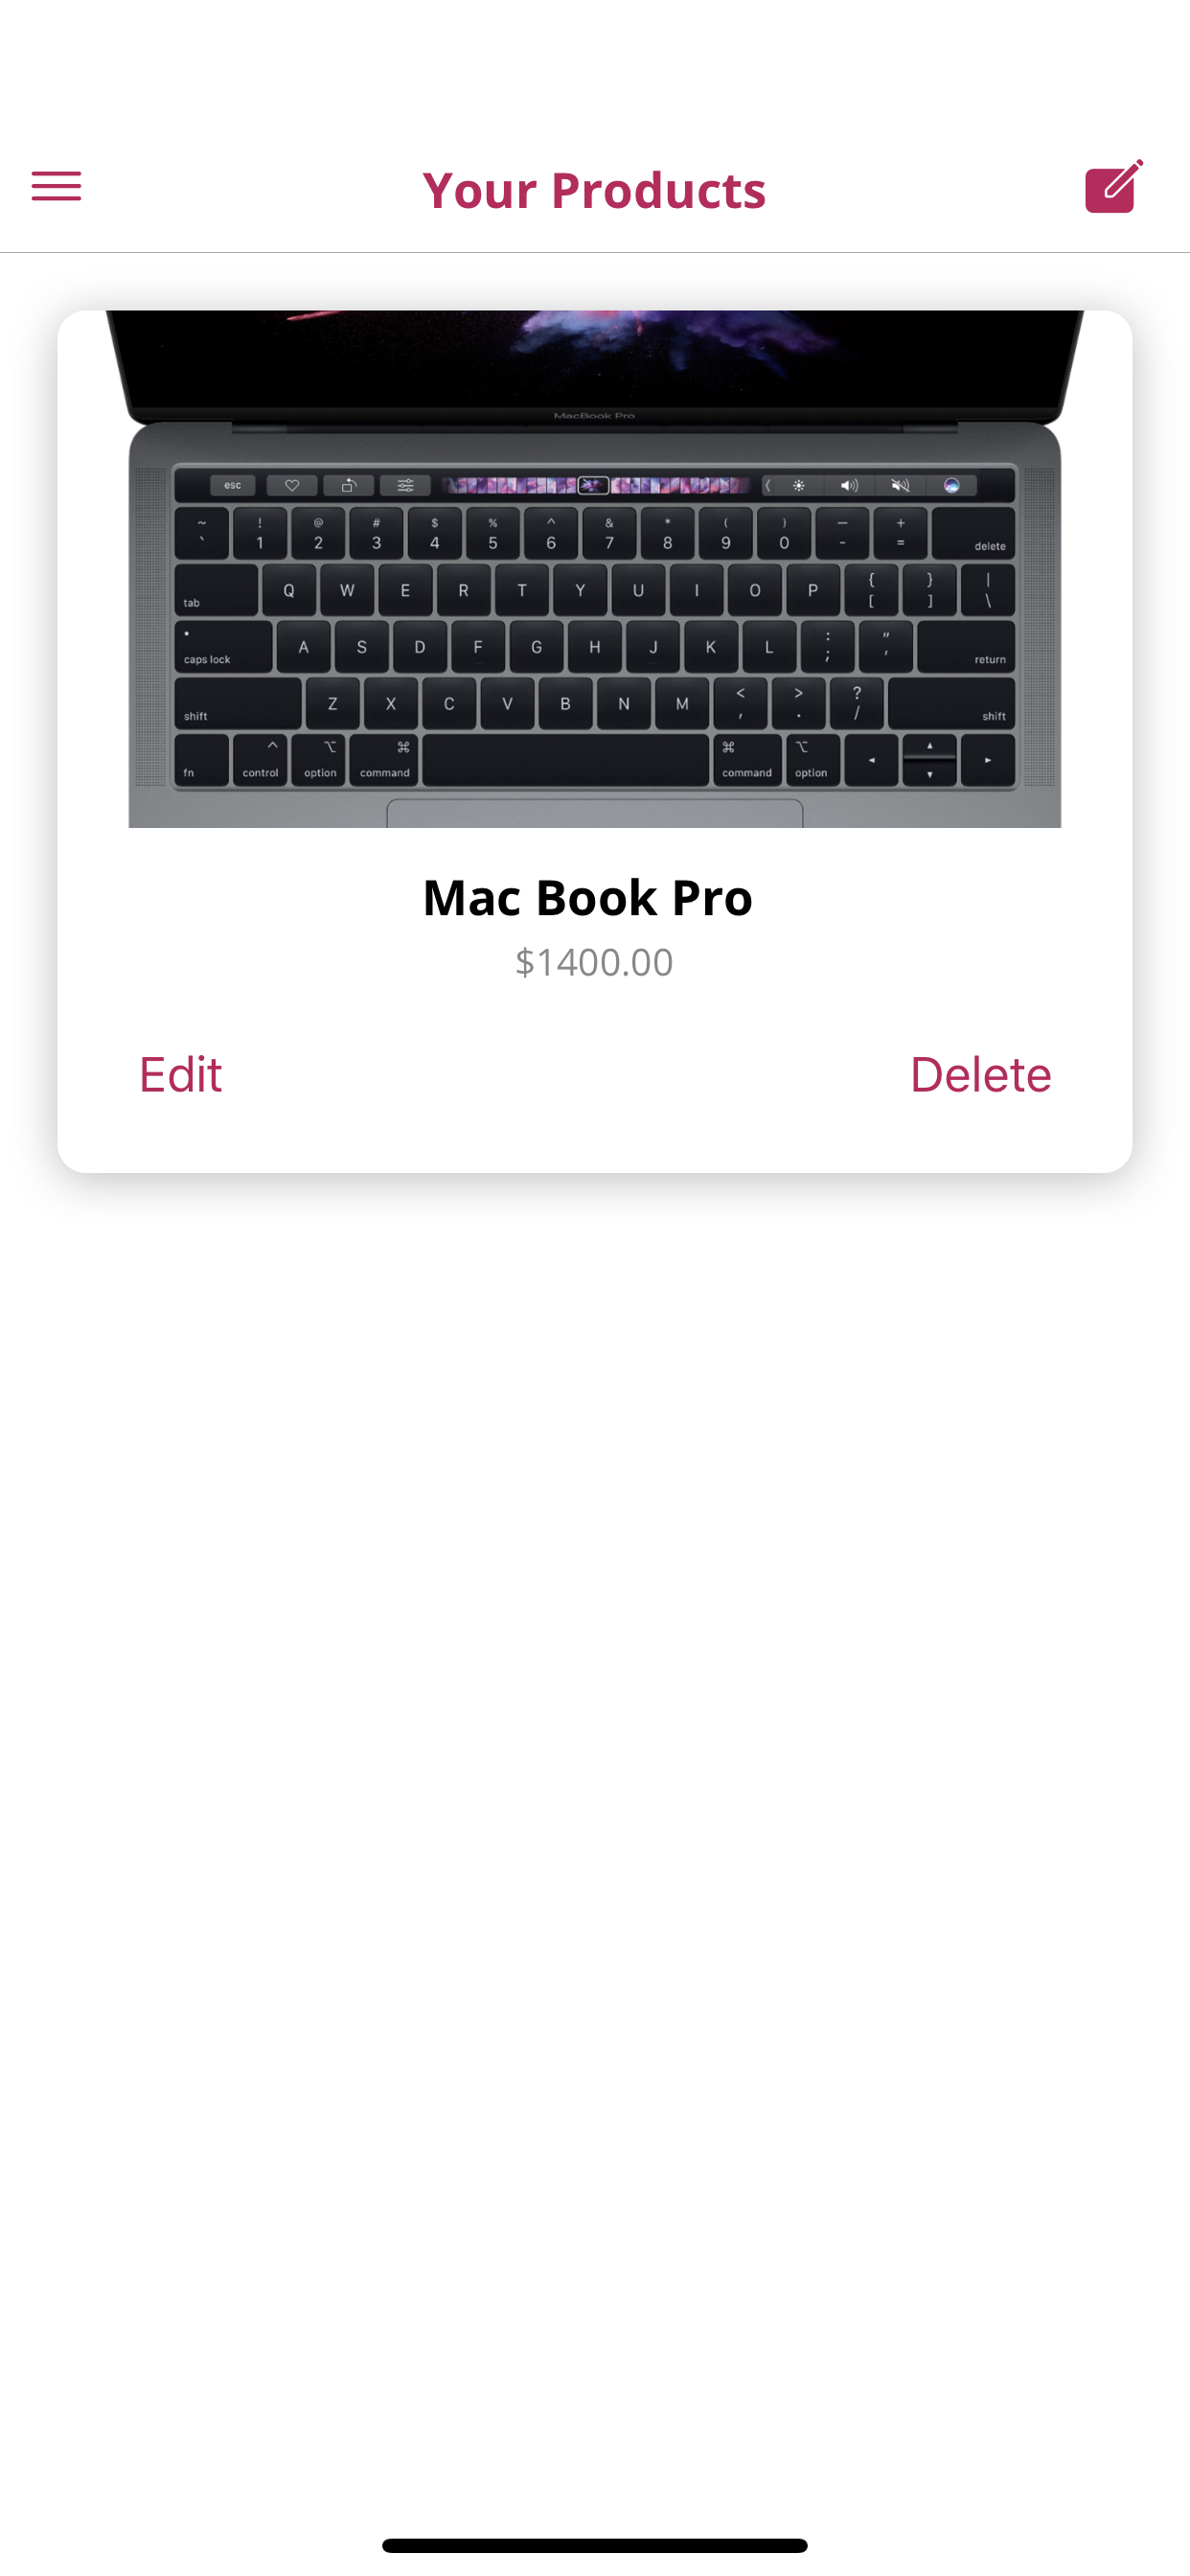 Your Products
MacBook Pro
esc
~ ! @ # $ % ^ & * ( ) — +
` 1 2 3 4 5 6 7 8 9 0 - = delete
tab Q W E R T Y U I O P { [ } ] | \
caps lock A S D F G H J K L : ; " ' return
shift Z X C V B N M < , > . ? / shift
fn control option command command option
Mac Book Pro
$1400.00
Edit Delete